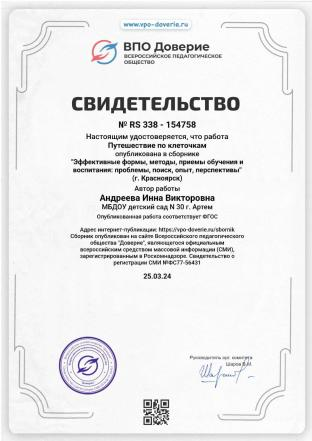 www.vpo-doverie.ru
ВПО Доверие
ВСЕРОССИЙСКОЕ ПЕДАГОГИЧЕСКОЕ
ОБЩЕСТВО
СВИДЕТЕЛЬСТВО
№ RS 338 - 154758
Настоящим удостоверяется, что работа
Путешествие по клеточкам
опубликована в сборнике
"Эффективные формы, методы, приемы обучения и
воспитания: проблемы, поиск, опыт, перспективы"
(г. Красноярск)
Автор работы
Андреева Инна Викторовна
МБДОУ детский сад N 30 г. Артем
Опубликованная работа соответствует ФГОС
Адрес интернет-публикации: https://vpo-doverie.ru/sbornik
Сборник опубликован на сайте Всероссийского педагогического
общества "Доверие", являющегося официальным
всероссийским средством массовой информации (СМИ),
зарегистрированным в Роскомнадзоре. Свидетельство о
регистрации СМИ №ФС77-56431
25.03.24
Руководитель орг. комитета
Шаров В.М.